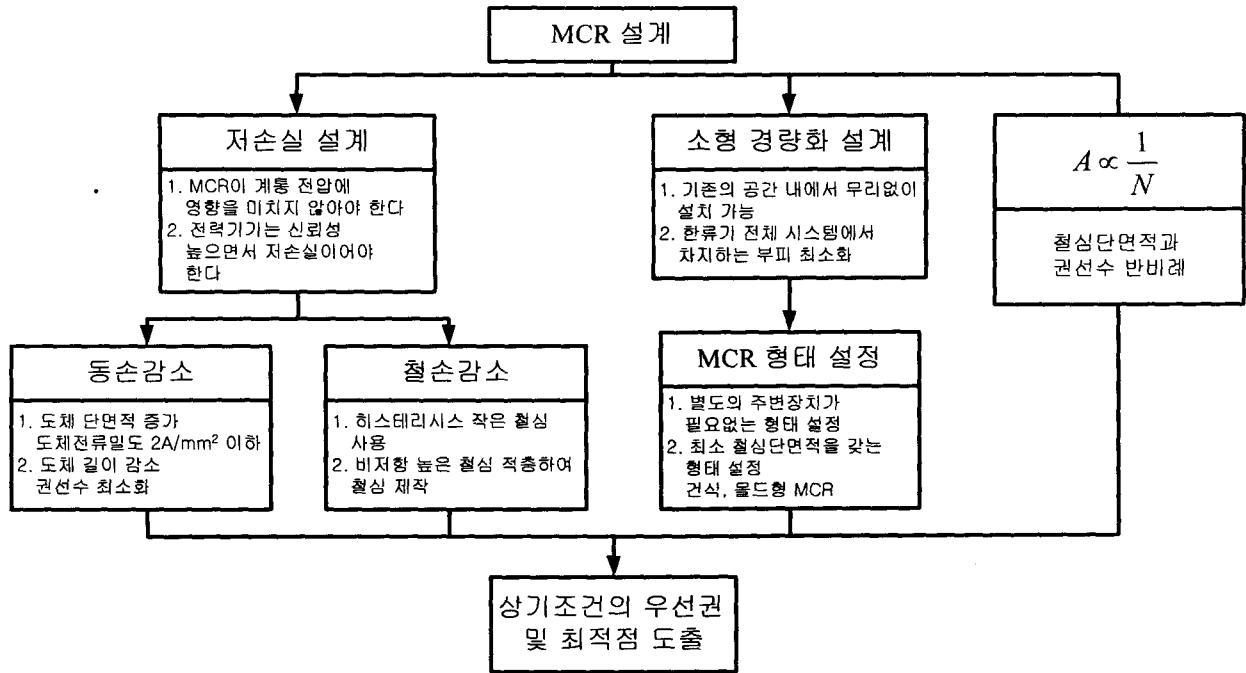 MCR 설계
저손실 설계
1. MCR이 계통 전압에
영향을 미치지 않아야 한다
2. 전력기기는 신뢰성
높으면서 저손실이어야
한다
소형 경량화 설계
1. 기존의 공간 내에서 무리없이
설치 가능
2. 한류기 전체 시스템에서
차지하는 부피 최소화
A ∝ 1/N
철심단면적과
권선수 반비례
동손감소
1. 도체 단면적 증가
도체전류밀도 2A/mm² 이하
2. 도체 길이 감소
권선수 최소화
철손감소
1. 히스테리시스 작은 철심
사용
2. 비저항 높은 철심 적층하여
철심 제작
MCR 형태 설정
1. 별도의 주변장치가
필요없는 형태 설정
2. 최소 철심단면적을 갖는
형태 설정
건식, 몰드형 MCR
상기조건의 우선권
및 최적점 도출